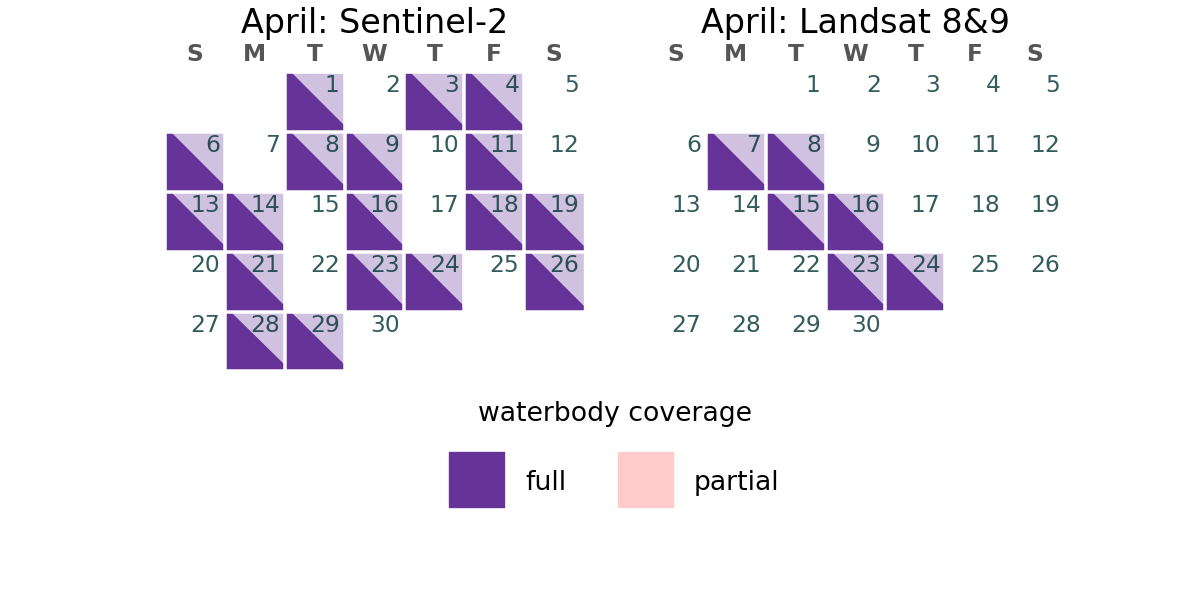 April: Sentinel-2
S M T W T F S
1 2 3 4 5
6 7 8 9 10 11 12
13 14 15 16 17 18 19
20 21 22 23 24 25 26
27 28 29 30
April: Landsat 8&9
S M T W T F S
1 2 3 4 5
6 7 8 9 10 11 12
13 14 15 16 17 18 19
20 21 22 23 24 25 26
27 28 29 30
waterbody coverage
full partial